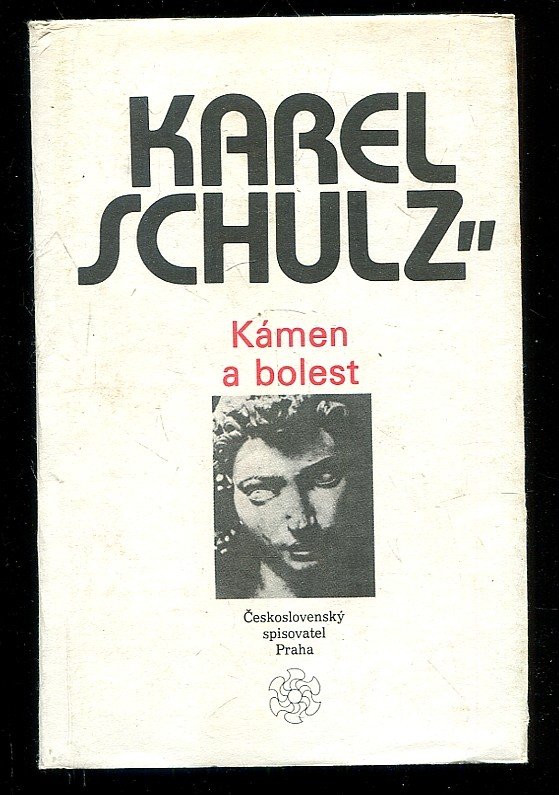 KAREL
SCHULZ"
Kámen
a bolest
Československý
spisovatel
Praha